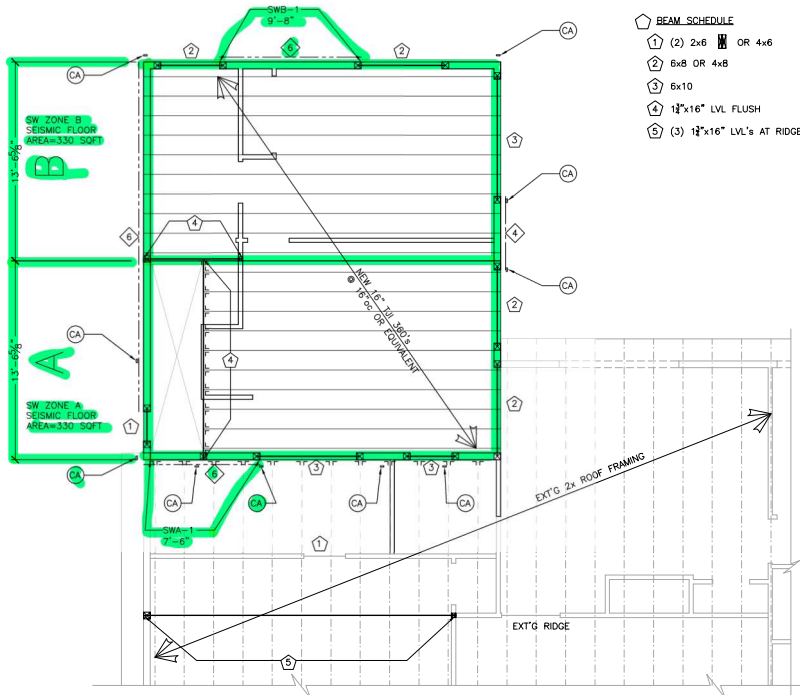 SWB-1
9'-8"
BEAM SCHEDULE
1 (2) 2x6 OR 4x6
2 6x8 OR 4x8
3 6x10
4 1¾"x16" LVL FLUSH
5 (3) 1¾"x16" LVL's AT RIDGE
2
6
2
CA
CA
SW ZONE B
SEISMIC FLOOR
AREA=330 SQFT
B
13'-6⅝"
3
CA
6
4
4
CA
NEW 16" TJI 360's
@ 16"oc OR EQUIVALENT
2
CA
13'-6⅝"
A
4
SW ZONE A
SEISMIC FLOOR
AREA=330 SQFT
1
2
CA
6
3
3
CA
CA
CA
CA
EXT'G 2x ROOF FRAMING
SWA-1
7'-6"
1
EXT'G RIDGE
5